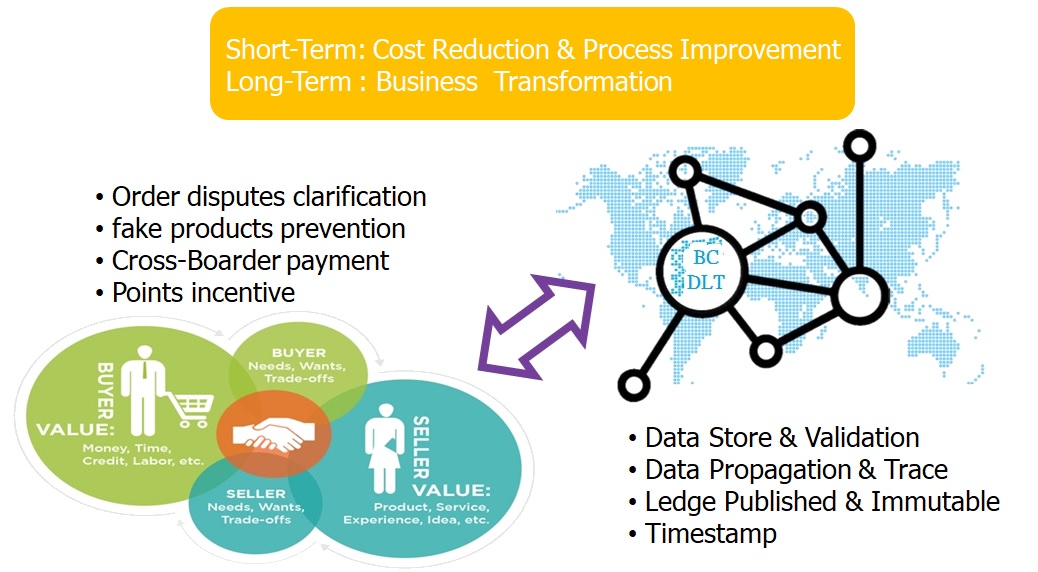 Short-Term: Cost Reduction & Process Improvement
Long-Term : Business Transformation
• Order disputes clarification
• fake products prevention
• Cross-Boarder payment
• Points incentive
BUYER
VALUE:
Money, Time,
Credit, Labor, etc.
BUYER
Needs, Wants,
Trade-offs
SELLER
Needs, Wants,
Trade-offs
SELLER
VALUE:
Product, Service,
Experience, Idea, etc.
BC
DLT
• Data Store & Validation
• Data Propagation & Trace
• Ledge Published & Immutable
• Timestamp